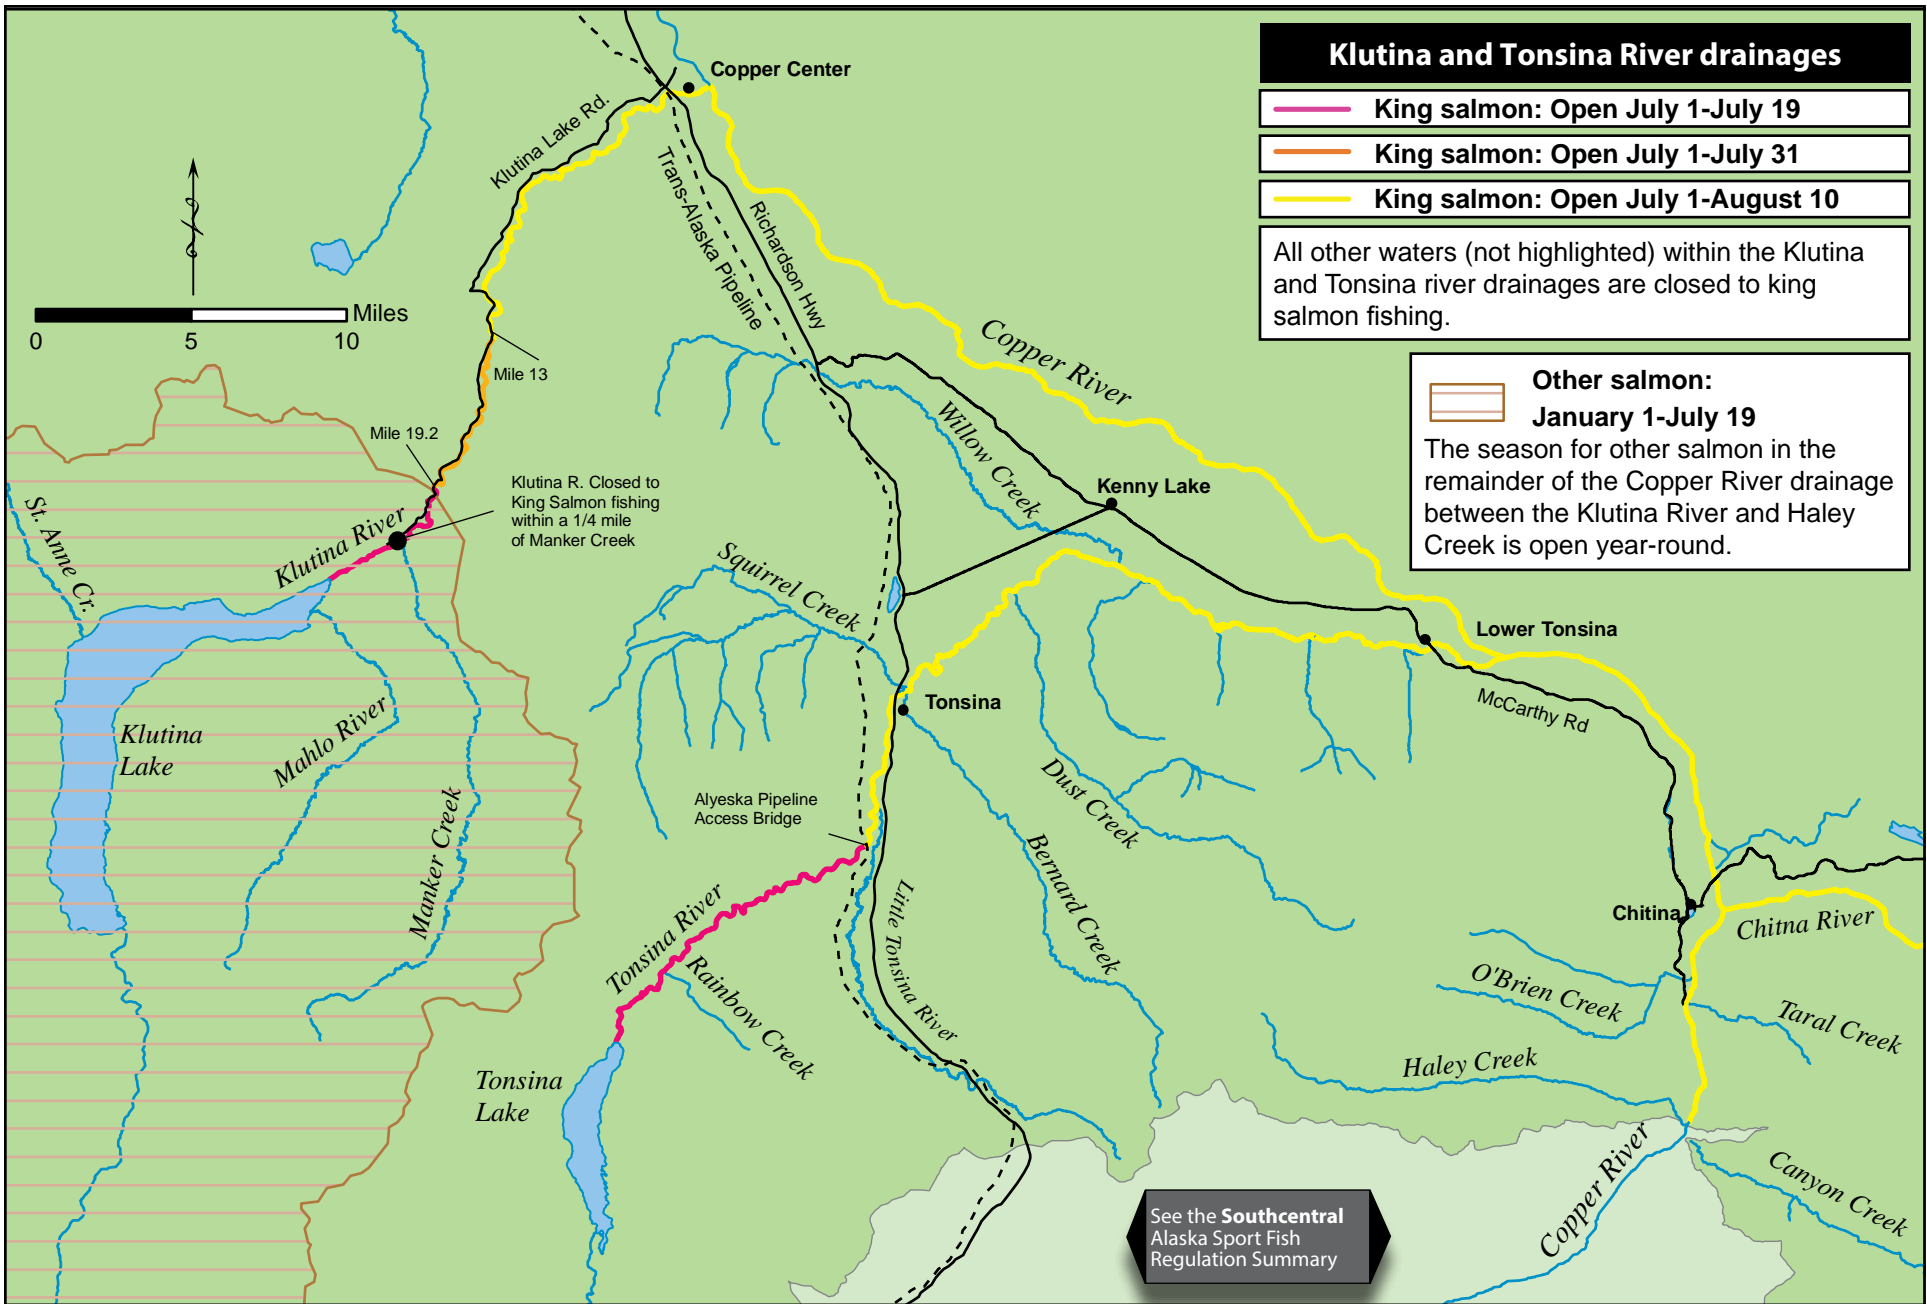 Klutina and Tonsina River drainages
King salmon: Open July 1-July 19
King salmon: Open July 1-July 31
King salmon: Open July 1-August 10
All other waters (not highlighted) within the Klutina
and Tonsina river drainages are closed to king
salmon fishing.
Other salmon:
January 1-July 19
The season for other salmon in the
remainder of the Copper River drainage
between the Klutina River and Haley
Creek is open year-round.
Copper Center
Klutina Lake Rd.
Trans-Alaska Pipeline
Richardson Hwy
Miles
0 5 10
Copper River
Mile 13
Mile 19.2
Willow Creek
Klutina R. Closed to
King Salmon fishing
within a 1/4 mile
of Manker Creek
Kenny Lake
St. Anne Cr.
Klutina River
Squirrel Creek
Lower Tonsina
Tonsina
McCarthy Rd
Klutina
Lake
Mahlo River
Manker Creek
Alyeska Pipeline
Access Bridge
Dust Creek
Bernard Creek
Little Tonsina River
Tonsina River
Rainbow Creek
Chitina
Chitna River
O'Brien Creek
Taral Creek
Haley Creek
Tonsina
Lake
Copper River
Canyon Creek
See the Southcentral
Alaska Sport Fish
Regulation Summary